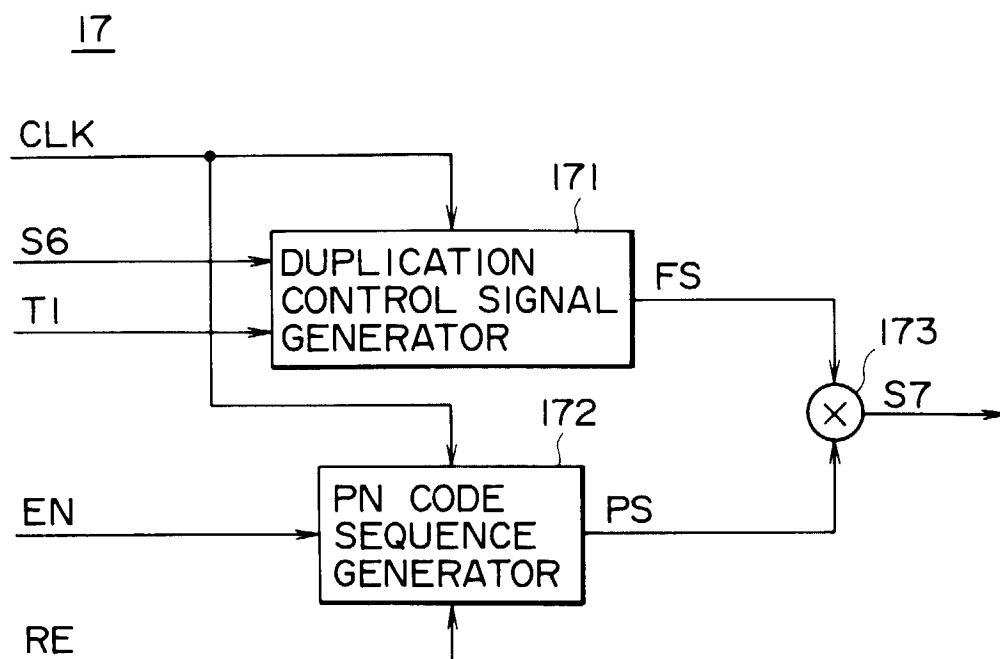 17
CLK
171
S6
DUPLICATION
CONTROL SIGNAL
GENERATOR
FS
T1
173
S7
172
EN
PN CODE
SEQUENCE
GENERATOR
PS
RE